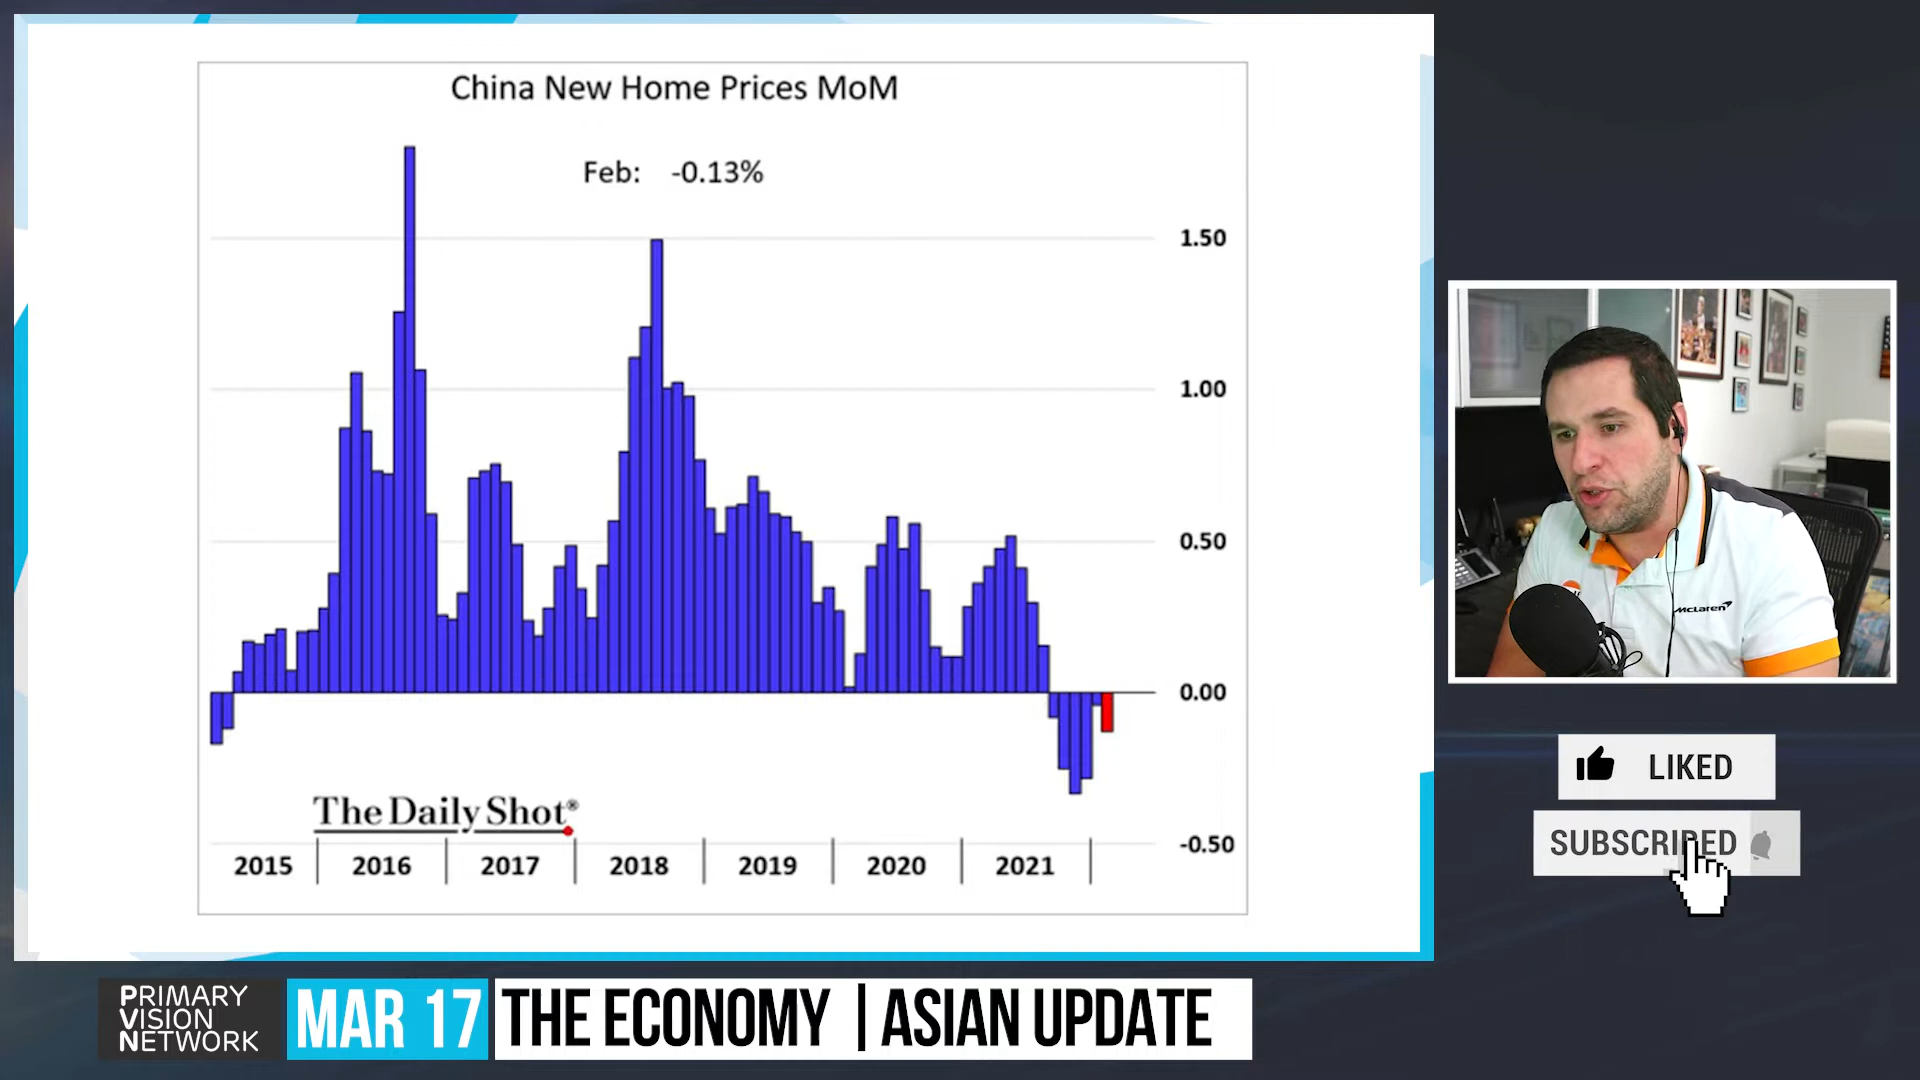 China New Home Prices MoM
Feb: -0.13%
1.50
1.00
0.50
0.00
-0.50
The Daily Shot®
2015 2016 2017 2018 2019 2020 2021
McLaren
LIKED
SUBSCRIBED
PRIMARY
VISION
NETWORK
MAR 17
THE ECONOMY | ASIAN UPDATE